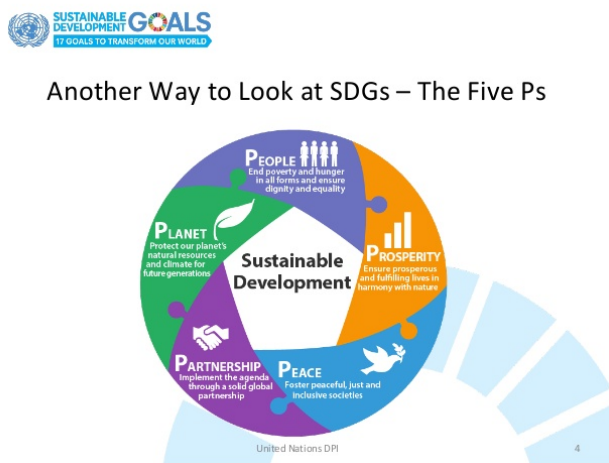 SUSTAINABLE
DEVELOPMENT GOALS
17 GOALS TO TRANSFORM OUR WORLD
Another Way to Look at SDGs – The Five Ps
PEOPLE
End poverty and hunger
in all forms and ensure
dignity and equality
PROSPERITY
Ensure prosperous
and fulfilling lives in
harmony with nature
PEACE
Foster peaceful, just and
inclusive societies
PARTNERSHIP
Implement the agenda
through a solid global
partnership
PLANET
Protect our planet's
natural resources
and climate for
future generations
Sustainable
Development
United Nations DPI
4